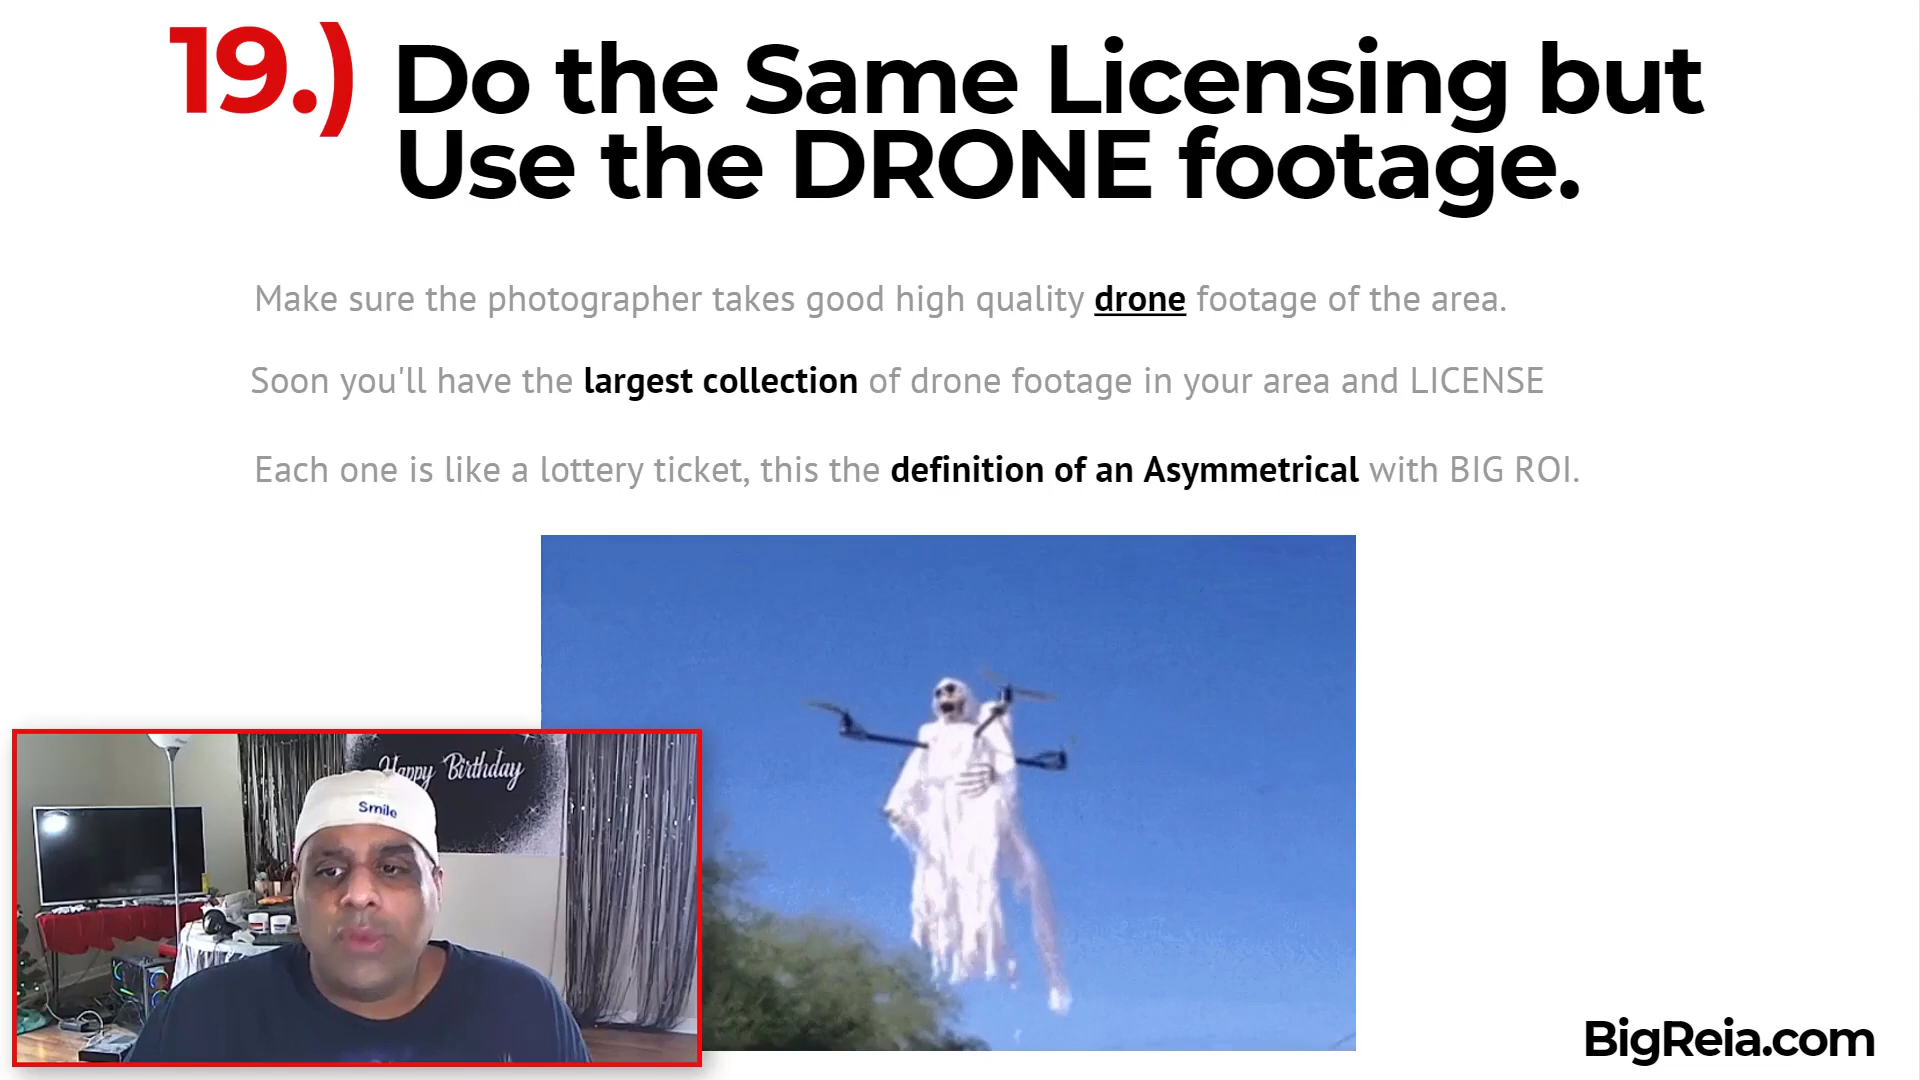 19.) Do the Same Licensing but
Use the DRONE footage.
Make sure the photographer takes good high quality drone footage of the area.
Soon you'll have the largest collection of drone footage in your area and LICENSE
Each one is like a lottery ticket, this the definition of an Asymmetrical with BIG ROI.
Happy Birthday
Smile
BigReia.com